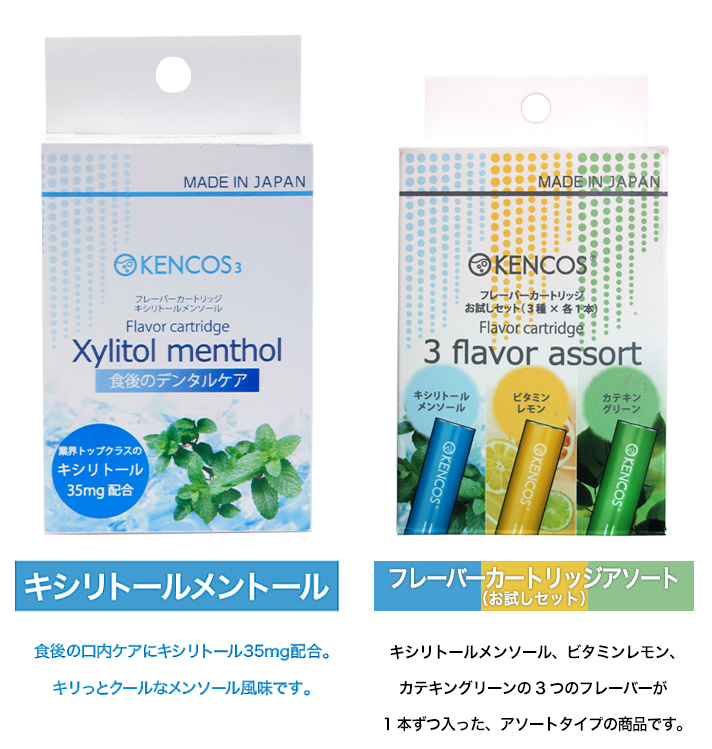 MADE IN JAPAN
KENCOS3
フレーバーカートリッジ
キシリトールメンソール
Flavor cartridge
Xylitol menthol
食後のデンタルケア
業界トップクラスの
キシリトール
35mg 配合
キシリトールメントール
食後の口内ケアにキシリトール35mg配合。
キリっとクールなメンソール風味です。
MADE IN JAPAN
KENCOS®
フレーバーカートリッジ
お試しセット(3種×各1本)
Flavor cartridge
3 flavor assort
キシリトール
メンソール
ビタミン
レモン
カテキン
グリーン
KENCOS®
KENCOS®
KENCOS®
フレーバーカートリッジアソート
(お試しセット)
キシリトールメンソール、ビタミンレモン、
カテキングリーンの3つのフレーバーが
1本ずつ入った、アソートタイプの商品です。